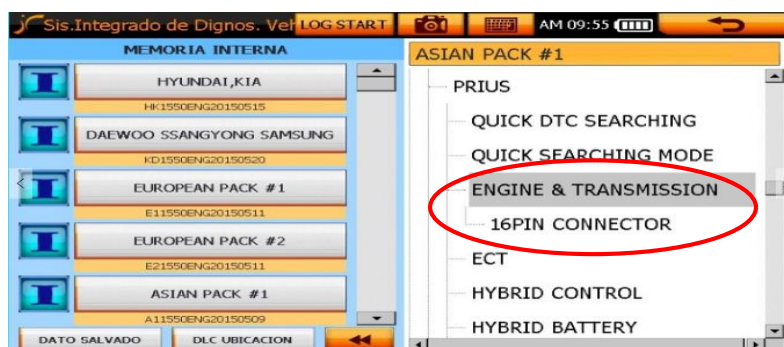 Sis.Integrado de Dignos. Veh LOG START AM 09:55
MEMORIA INTERNA
HYUNDAI,KIA
HK1550ENG20150515
DAEWOO SSANGYONG SAMSUNG
KD1550ENG20150520
EUROPEAN PACK #1
E11550ENG20150511
EUROPEAN PACK #2
E21550ENG20150511
ASIAN PACK #1
A11550ENG20150509
DATO SALVADO DLC UBICACION
ASIAN PACK #1
PRIUS
QUICK DTC SEARCHING
QUICK SEARCHING MODE
ENGINE & TRANSMISSION
16PIN CONNECTOR
ECT
HYBRID CONTROL
HYBRID BATTERY